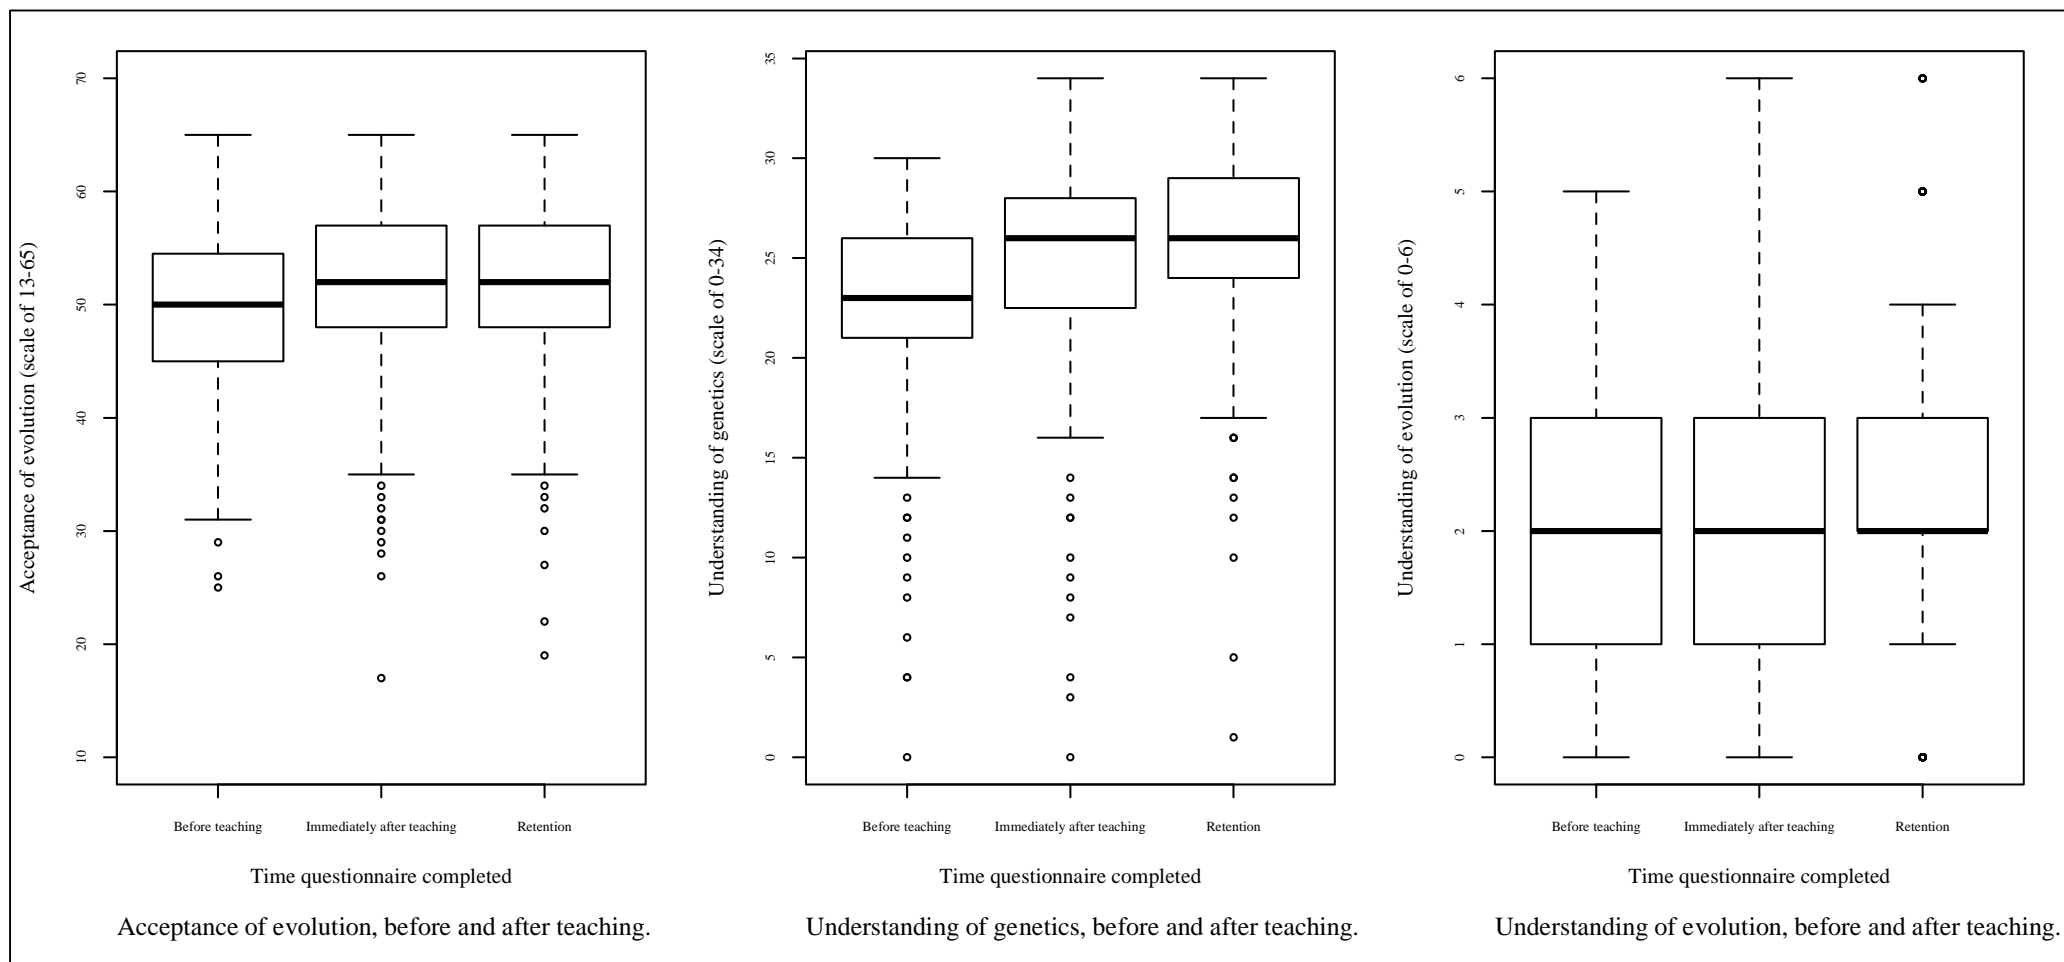 Acceptance of evolution (scale of 13-65)
70
60
50
40
30
20
10
Before teaching
Immediately after teaching
Retention
Time questionnaire completed
Acceptance of evolution, before and after teaching.
Understanding of genetics (scale of 0-34)
35
30
25
20
15
10
5
0
Before teaching
Immediately after teaching
Retention
Time questionnaire completed
Understanding of genetics, before and after teaching.
Understanding of evolution (scale of 0-6)
6
5
4
3
2
1
0
Before teaching
Immediately after teaching
Retention
Time questionnaire completed
Understanding of evolution, before and after teaching.